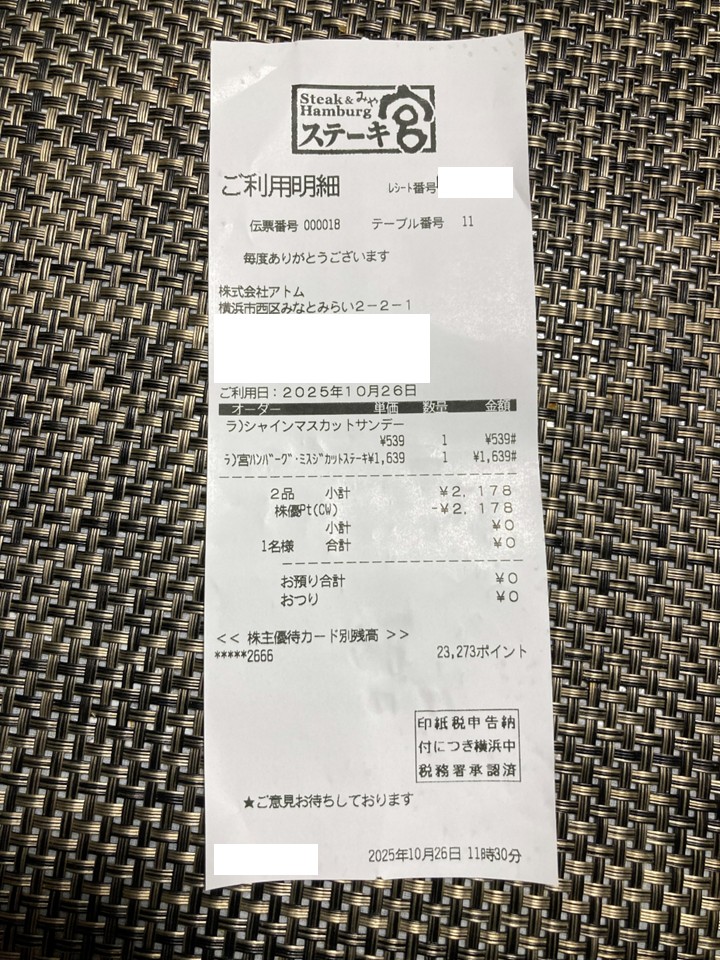 Steak & みや
Hamburg
ステーキ宮
ご利用明細 レシート番号
伝票番号 000018 テーブル番号 11
毎度ありがとうございます
株式会社アトム
横浜市西区みなとみらい2-2-1
ご利用日:2025年10月26日
オーダー 単価 数量 金額
ラ)シャインマスカットサンデー
¥539 1 ¥539#
ラ)宮ハンバーグ・ミスジカットステーキ¥1,639 1 ¥1,639#
2品 小計 ¥2,178
株優Pt(CW) -¥2,178
小計 ¥0
1名様 合計 ¥0
お預り合計 ¥0
おつり ¥0
<< 株主優待カード別残高 >>
*****2666 23,273ポイント
印紙税申告納
付につき横浜中
税務署承認済
★ご意見お待ちしております
2025年10月26日 11時30分